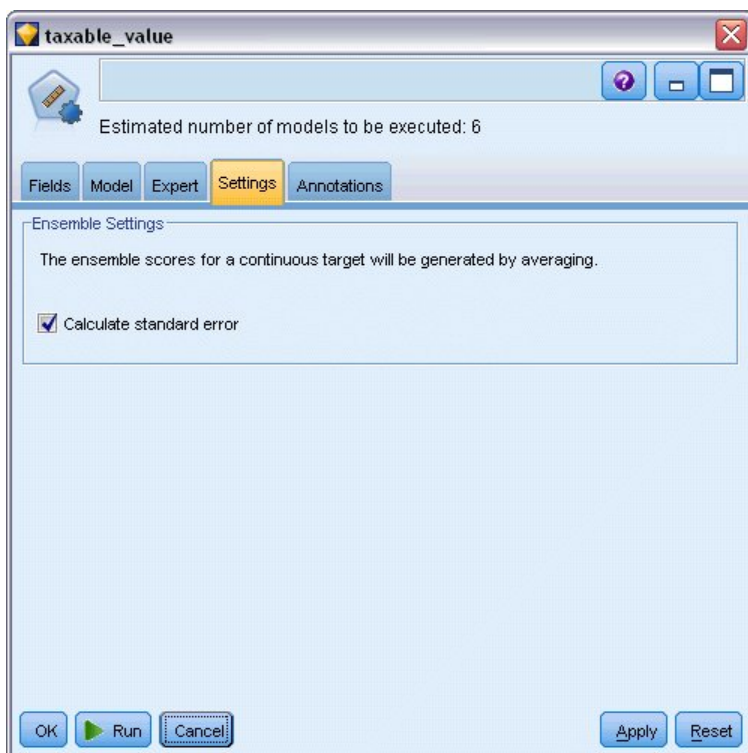 taxable_value
?
Estimated number of models to be executed: 6
Fields Model Expert Settings Annotations
Ensemble Settings
The ensemble scores for a continuous target will be generated by averaging.
Calculate standard error
OK Run Cancel Apply Reset